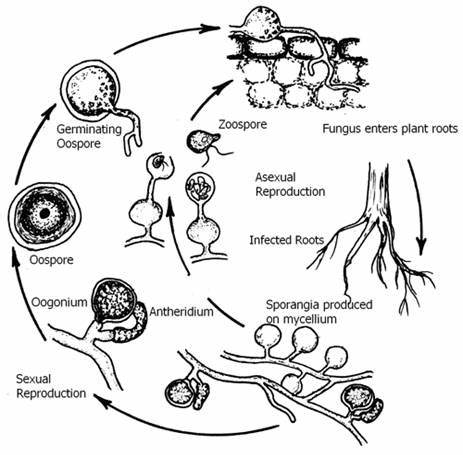 Germinating
Oospore
Zoospore
Fungus enters plant roots
Asexual
Reproduction
Infected Roots
Oospore
Oogonium
Antheridium
Sporangia produced
on mycellium
Sexual
Reproduction